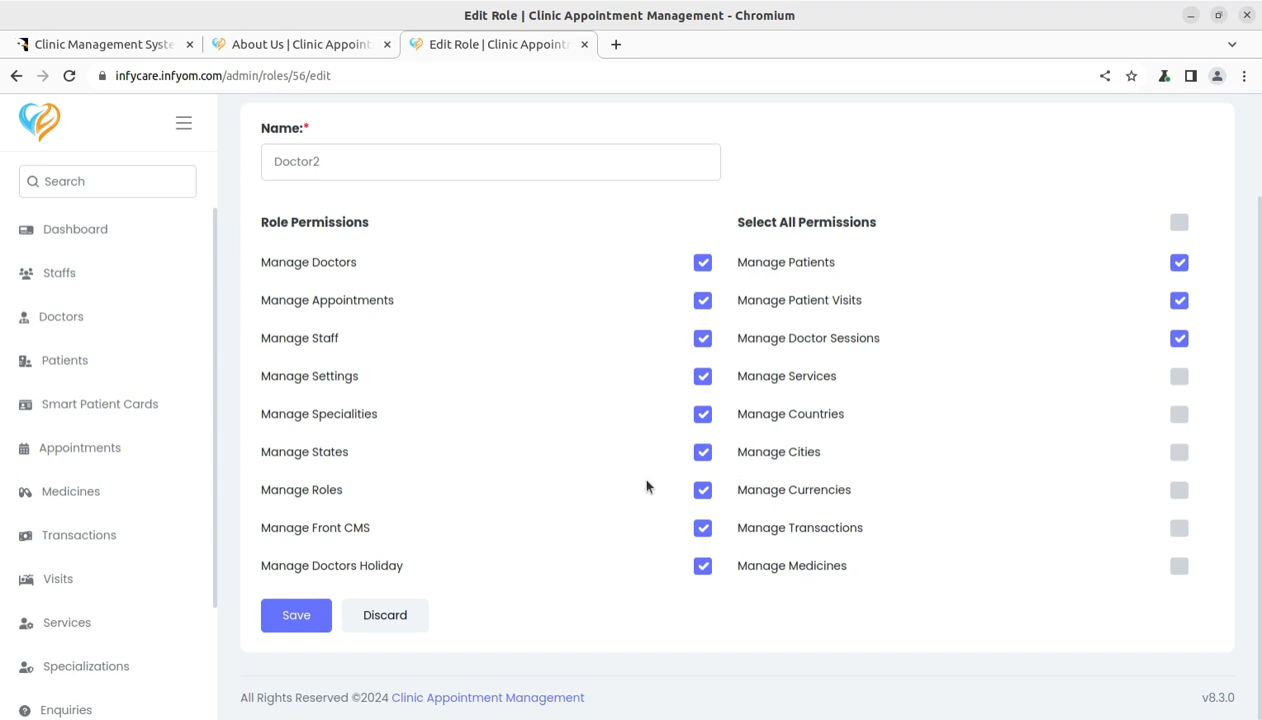 Edit Role | Clinic Appointment Management - Chromium
Clinic Management Syste
About Us | Clinic Appoint
Edit Role | Clinic Appoint
infycare.infyom.com/admin/roles/56/edit
Search
Dashboard
Staffs
Doctors
Patients
Smart Patient Cards
Appointments
Medicines
Transactions
Visits
Services
Specializations
Enquiries
Name:*
Doctor2
Role Permissions
Select All Permissions
Manage Doctors
Manage Patients
Manage Appointments
Manage Patient Visits
Manage Staff
Manage Doctor Sessions
Manage Settings
Manage Services
Manage Specialities
Manage Countries
Manage States
Manage Cities
Manage Roles
Manage Currencies
Manage Front CMS
Manage Transactions
Manage Doctors Holiday
Manage Medicines
Save
Discard
All Rights Reserved ©2024 Clinic Appointment Management
v8.3.0